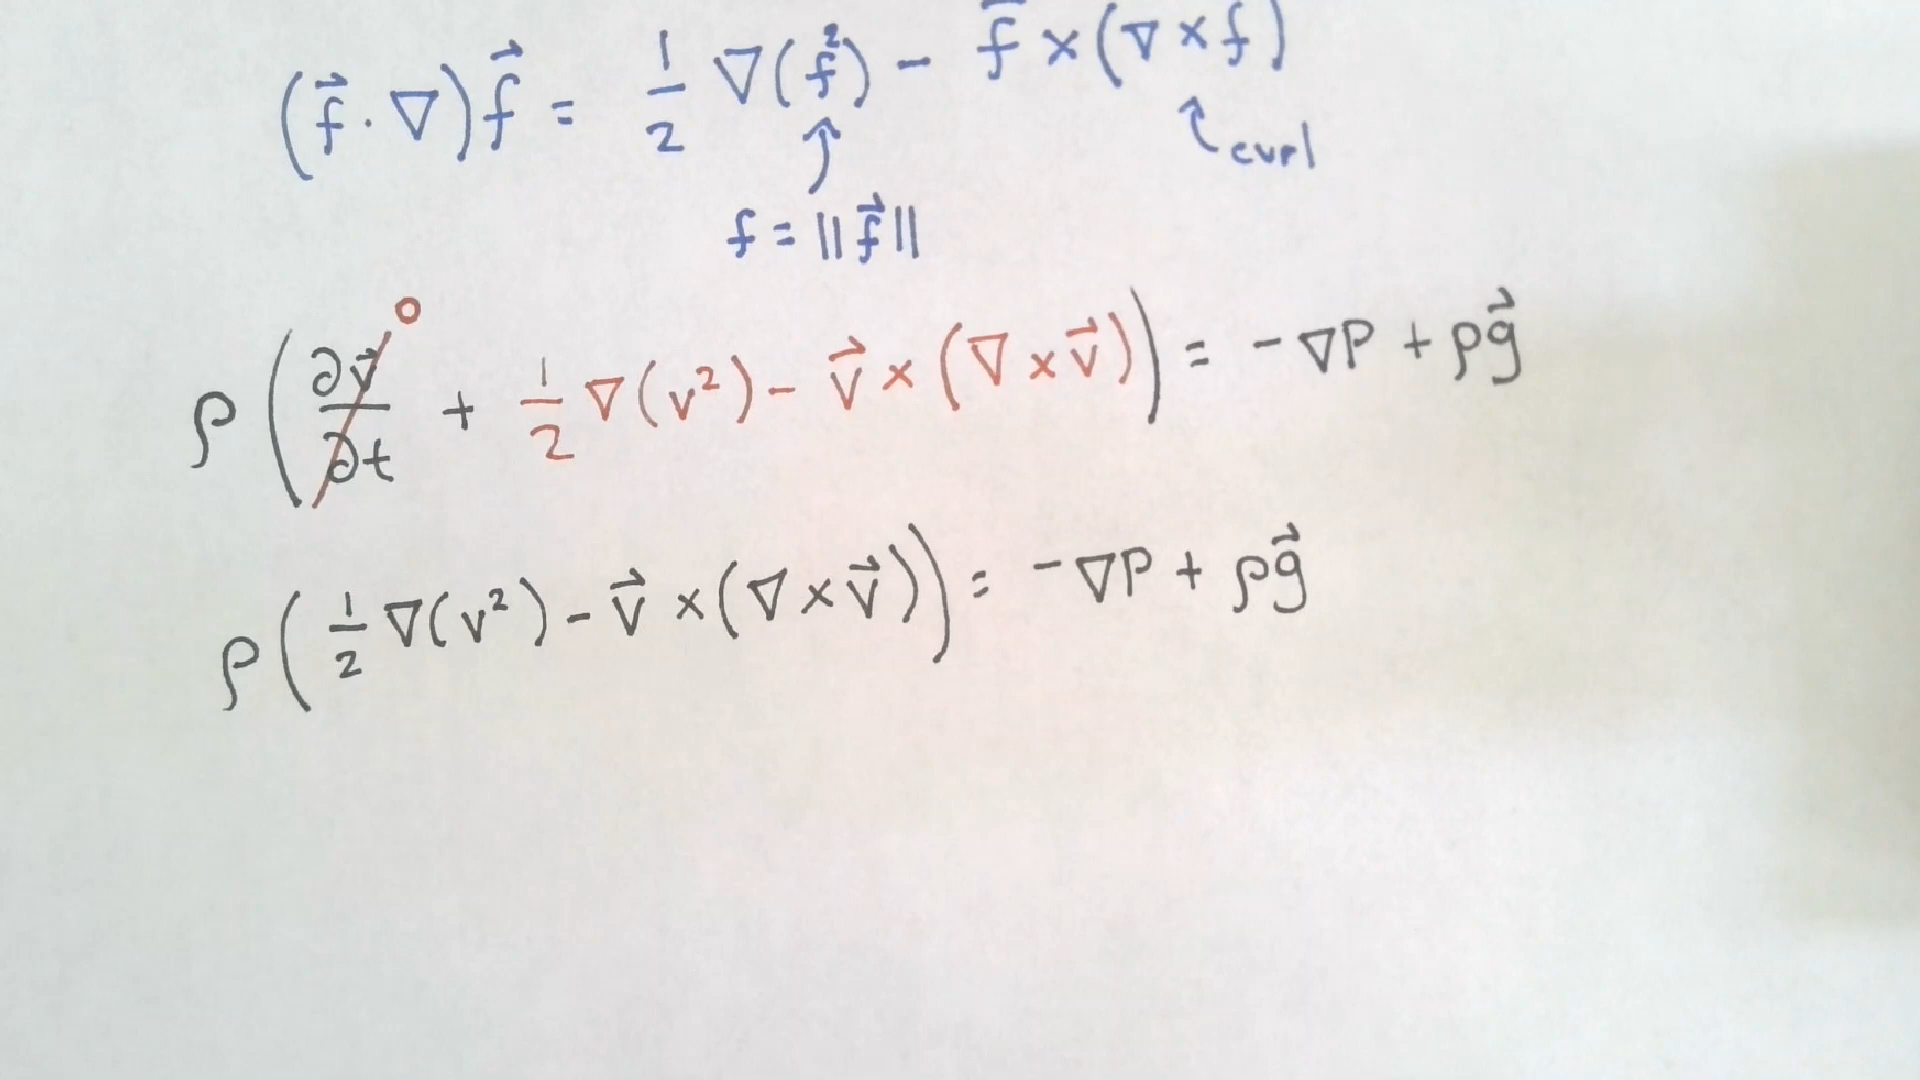 (f⃗ · ∇) f⃗ = 1/2 ∇(f²) - f⃗ × (∇ × f)
curl
f = ||f⃗||
ρ(∂v⃗/∂t + 1/2 ∇(v²) - v⃗ × (∇ × v⃗)) = -∇P + ρg⃗
0
ρ(1/2 ∇(v²) - v⃗ × (∇ × v⃗)) = -∇P + ρg⃗